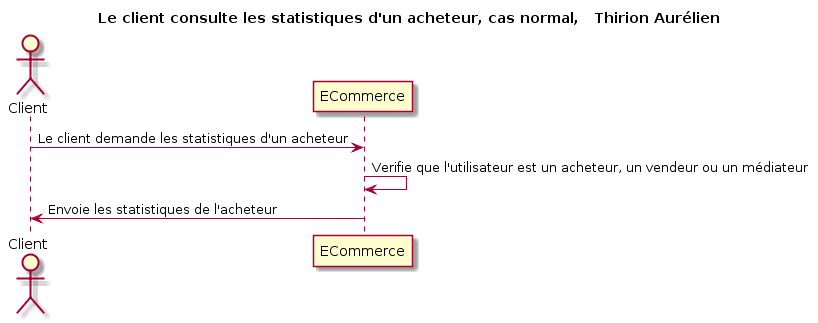 Le client consulte les statistiques d'un acheteur, cas normal,   Thirion Aurélien
Client
ECommerce
Le client demande les statistiques d'un acheteur
Verifie que l'utilisateur est un acheteur, un vendeur ou un médiateur
Envoie les statistiques de l'acheteur
Client
ECommerce